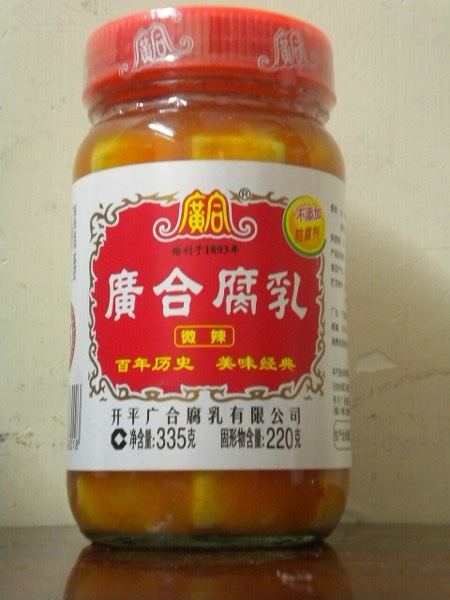 廣合 廣合
廣合®
始创于1893年
不添加
防腐剂
廣合腐乳
微辣
百年历史 美味经典
开平广合腐乳有限公司
净含量:335克 固形物含量:220克